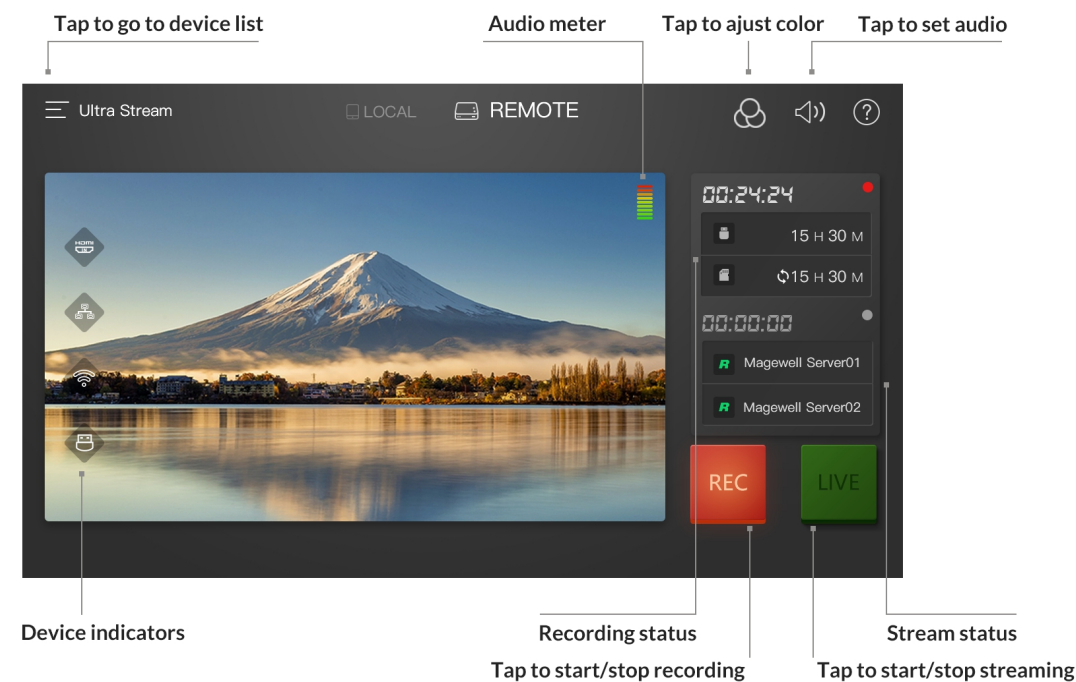 Tap to go to device list
Audio meter
Tap to ajust color
Tap to set audio
Ultra Stream
LOCAL
REMOTE
?
00:24:24
HDMI
15 H 30 M
15 H 30 M
00:00:00
R Magewell Server01
R Magewell Server02
REC
LIVE
Device indicators
Recording status
Stream status
Tap to start/stop recording
Tap to start/stop streaming